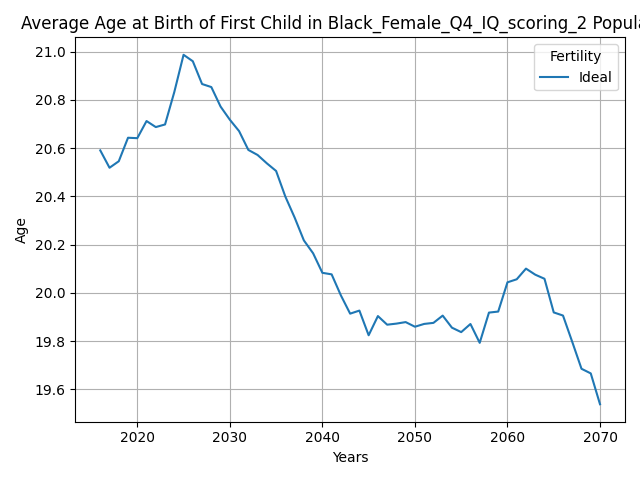 Average Age at Birth of First Child in Black_Female_Q4_IQ_scoring_2 Popula
Fertility
Ideal
Age
21.0
20.8
20.6
20.4
20.2
20.0
19.8
19.6
2020 2030 2040 2050 2060 2070
Years